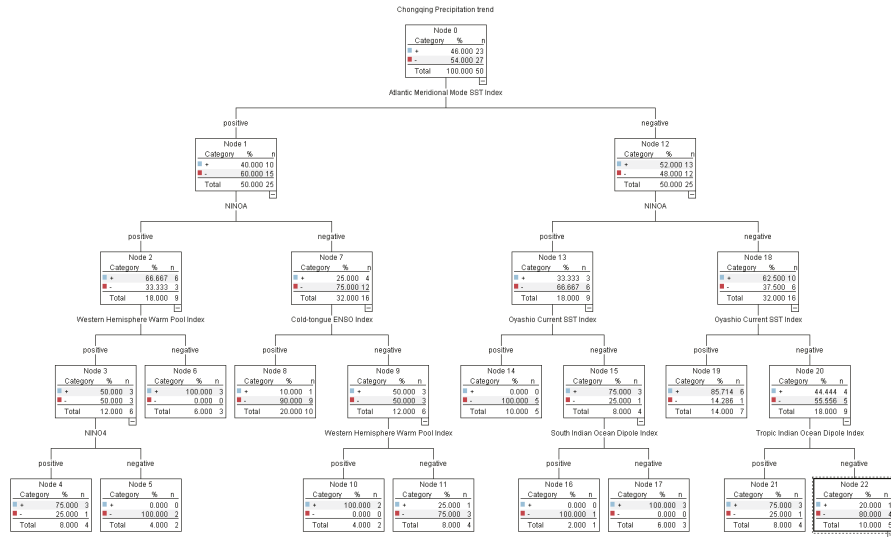 Chongqing Precipitation trend
Node 0
Category % n
+ 46.000 23
- 54.000 27
Total 100.000 50
Atlantic Meridional Mode SST Index
positive negative
Node 1
Category % n
+ 40.000 10
- 60.000 15
Total 50.000 25
NINOA
Node 12
Category % n
+ 52.000 13
- 48.000 12
Total 50.000 25
NINOA
positive negative
positive negative
Node 2
Category % n
+ 66.667 6
- 33.333 3
Total 18.000 9
Western Hemisphere Warm Pool Index
Node 7
Category % n
+ 25.000 4
- 75.000 12
Total 32.000 16
Cold-tongue ENSO Index
Node 13
Category % n
+ 33.333 3
- 66.667 6
Total 18.000 9
Oyashio Current SST Index
Node 18
Category % n
+ 62.500 10
- 37.500 6
Total 32.000 16
Oyashio Current SST Index
positive negative
positive negative
positive negative
positive negative
Node 3
Category % n
+ 50.000 3
- 50.000 3
Total 12.000 6
NINO4
Node 6
Category % n
+ 100.000 3
- 0.000 0
Total 6.000 3
Node 8
Category % n
+ 10.000 1
- 90.000 9
Total 20.000 10
Node 9
Category % n
+ 50.000 3
- 50.000 3
Total 12.000 6
Western Hemisphere Warm Pool Index
Node 14
Category % n
+ 0.000 0
- 100.000 5
Total 10.000 5
Node 15
Category % n
+ 75.000 3
- 25.000 1
Total 8.000 4
South Indian Ocean Dipole Index
Node 19
Category % n
+ 85.714 6
- 14.286 1
Total 14.000 7
Node 20
Category % n
+ 44.444 4
- 55.556 5
Total 18.000 9
Tropic Indian Ocean Dipole Index
positive negative
positive negative
positive negative
positive negative
Node 4
Category % n
+ 75.000 3
- 25.000 1
Total 8.000 4
Node 5
Category % n
+ 0.000 0
- 100.000 2
Total 4.000 2
Node 10
Category % n
+ 100.000 2
- 0.000 0
Total 4.000 2
Node 11
Category % n
+ 25.000 1
- 75.000 3
Total 8.000 4
Node 16
Category % n
+ 0.000 0
- 100.000 1
Total 2.000 1
Node 17
Category % n
+ 100.000 3
- 0.000 0
Total 6.000 3
Node 21
Category % n
+ 75.000 3
- 25.000 1
Total 8.000 4
Node 22
Category % n
+ 20.000 1
- 80.000 4
Total 10.000 5